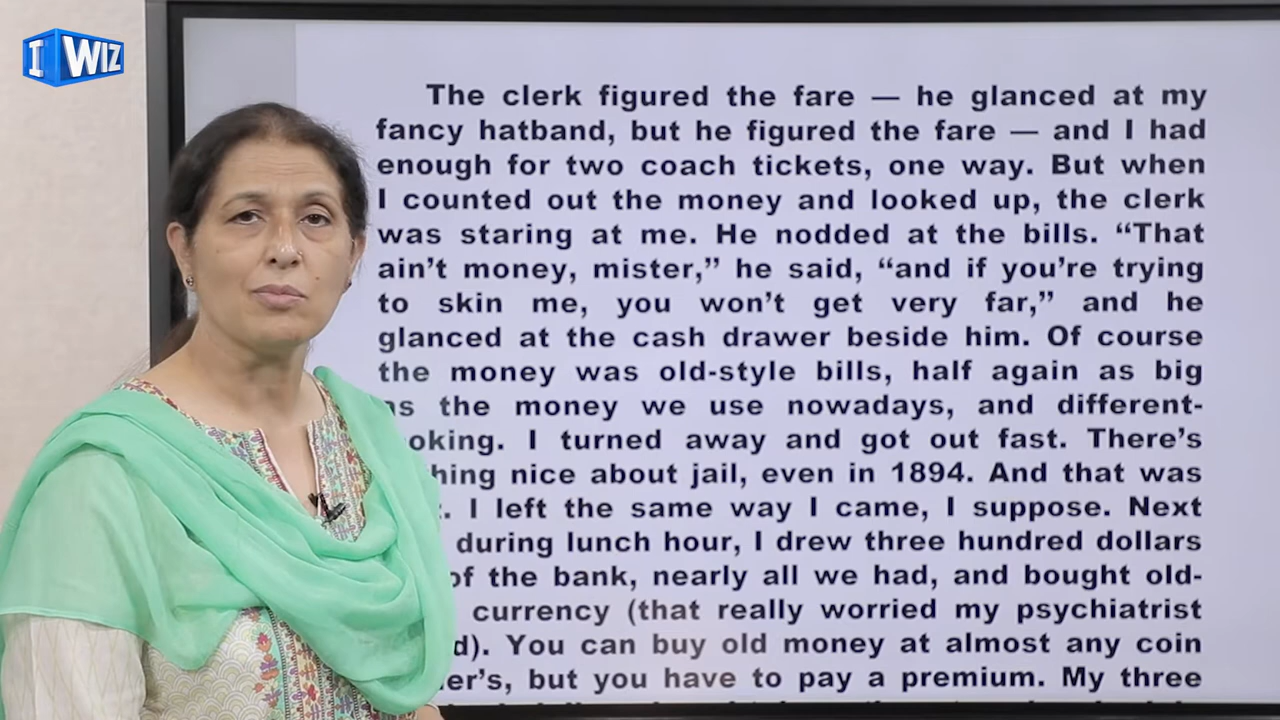 I WIZ
The clerk figured the fare — he glanced at my
fancy hatband, but he figured the fare — and I had
enough for two coach tickets, one way. But when
I counted out the money and looked up, the clerk
was staring at me. He nodded at the bills. “That
ain’t money, mister,” he said, “and if you’re trying
to skin me, you won’t get very far,” and he
glanced at the cash drawer beside him. Of course
the money was old-style bills, half again as big
as the money we use nowadays, and different-
oking. I turned away and got out fast. There’s
hing nice about jail, even in 1894. And that was
. I left the same way I came, I suppose. Next
during lunch hour, I drew three hundred dollars
of the bank, nearly all we had, and bought old-
currency (that really worried my psychiatrist
d). You can buy old money at almost any coin
er’s, but you have to pay a premium. My three